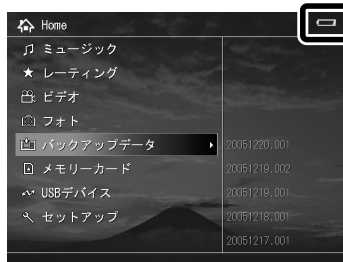 Home
ミュージック
レーティング
ビデオ
フォト
バックアップデータ
メモリーカード
USBデバイス
セットアップ
20051220.001
20051219.002
20051219.001
20051218.001
20051217.001